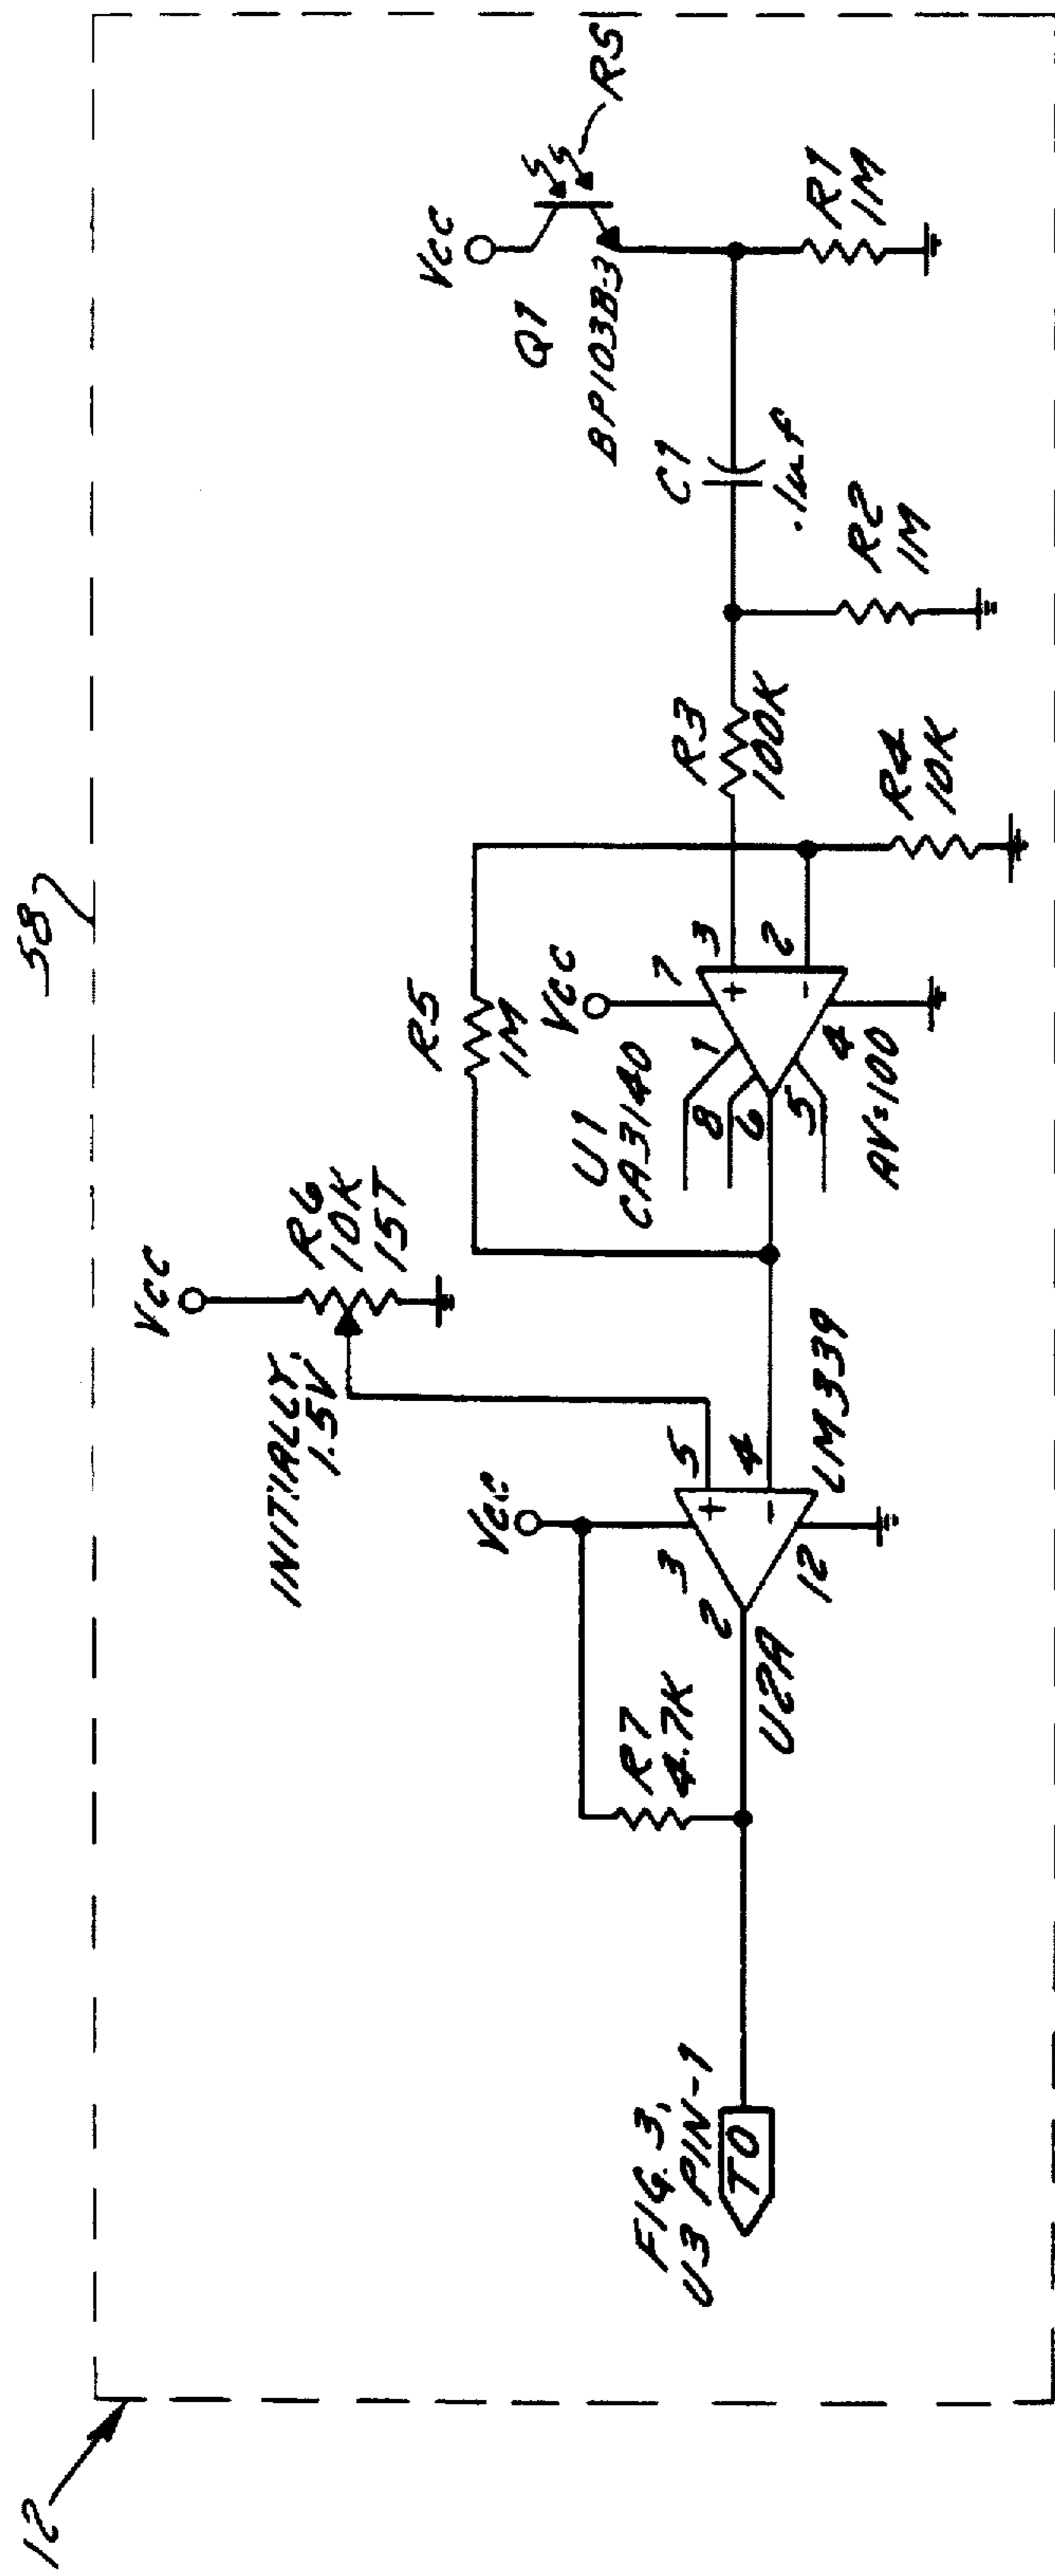 12
58
FIG. 3,
U3 PIN-1
TO
R7
4.7K
Vcc
3
2
5
4
12
U2A
LM339
INITIALLY:
1.5V
Vcc
R6
10K
15T
R5
1M
U1
CA3140
Vcc
7
1
8
6
5
4
3
2
AV=100
R3
100K
R4
10K
C1
.1uf
R2
1M
Vcc
Q1
BP103B-3
RS
R1
1M